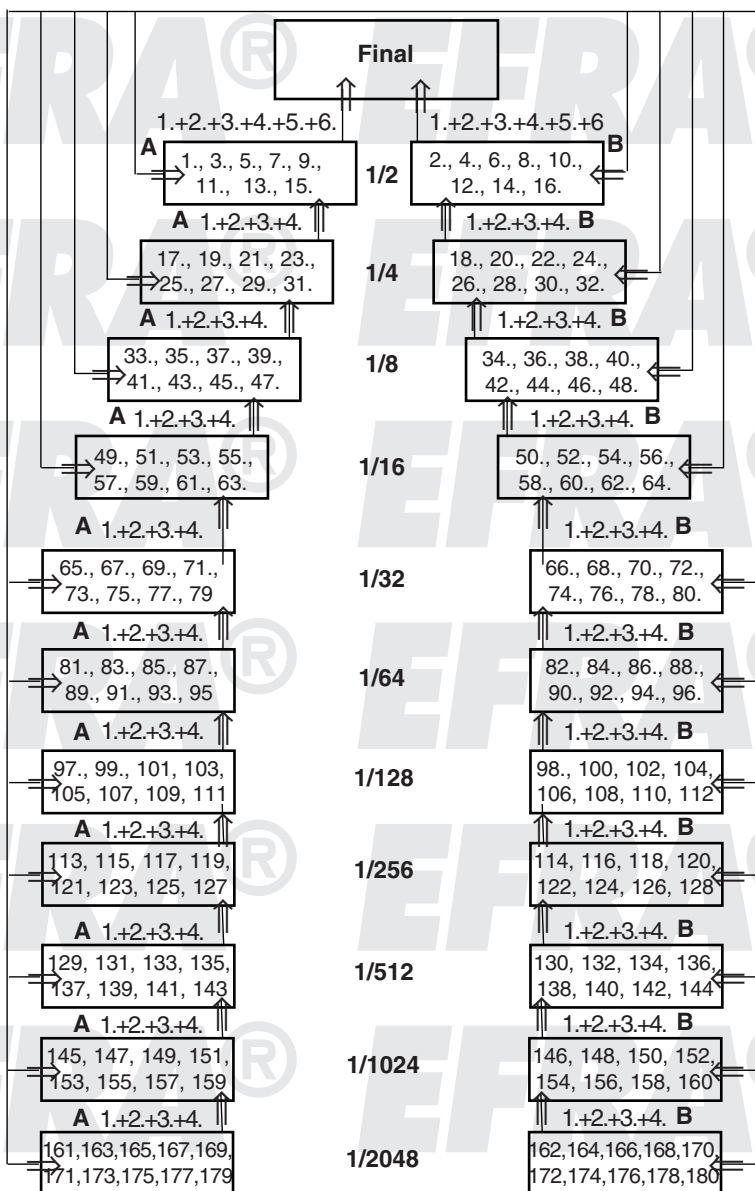 Final
1.+2.+3.+4.+5.+6. 1.+2.+3.+4.+5.+6
A B
1., 3., 5., 7., 9., 1/2 2., 4., 6., 8., 10.,
11., 13., 15. 12., 14., 16.
A 1.+2.+3.+4. 1.+2.+3.+4. B
17., 19., 21., 23., 1/4 18., 20., 22., 24.,
25., 27., 29., 31. 26., 28., 30., 32.
A 1.+2.+3.+4. 1.+2.+3.+4. B
33., 35., 37., 39., 1/8 34., 36., 38., 40.,
41., 43., 45., 47. 42., 44., 46., 48.
A 1.+2.+3.+4. 1.+2.+3.+4. B
49., 51., 53., 55., 1/16 50., 52., 54., 56.,
57., 59., 61., 63. 58., 60., 62., 64.
A 1.+2.+3.+4. 1.+2.+3.+4. B
65., 67., 69., 71., 1/32 66., 68., 70., 72.,
73., 75., 77., 79 74., 76., 78., 80.
A 1.+2.+3.+4. 1.+2.+3.+4. B
81., 83., 85., 87., 1/64 82., 84., 86., 88.,
89., 91., 93., 95 90., 92., 94., 96.
A 1.+2.+3.+4. 1.+2.+3.+4. B
97., 99., 101, 103, 1/128 98., 100, 102, 104,
105, 107, 109, 111 106, 108, 110, 112
A 1.+2.+3.+4. 1.+2.+3.+4. B
113, 115, 117, 119, 1/256 114, 116, 118, 120,
121, 123, 125, 127 122, 124, 126, 128
A 1.+2.+3.+4. 1.+2.+3.+4. B
129, 131, 133, 135, 1/512 130, 132, 134, 136,
137, 139, 141, 143 138, 140, 142, 144
A 1.+2.+3.+4. 1.+2.+3.+4. B
145, 147, 149, 151, 1/1024 146, 148, 150, 152,
153, 155, 157, 159 154, 156, 158, 160
A 1.+2.+3.+4. 1.+2.+3.+4. B
161,163,165,167,169, 1/2048 162,164,166,168,170,
171,173,175,177,179 172,174,176,178,180
EFRA®